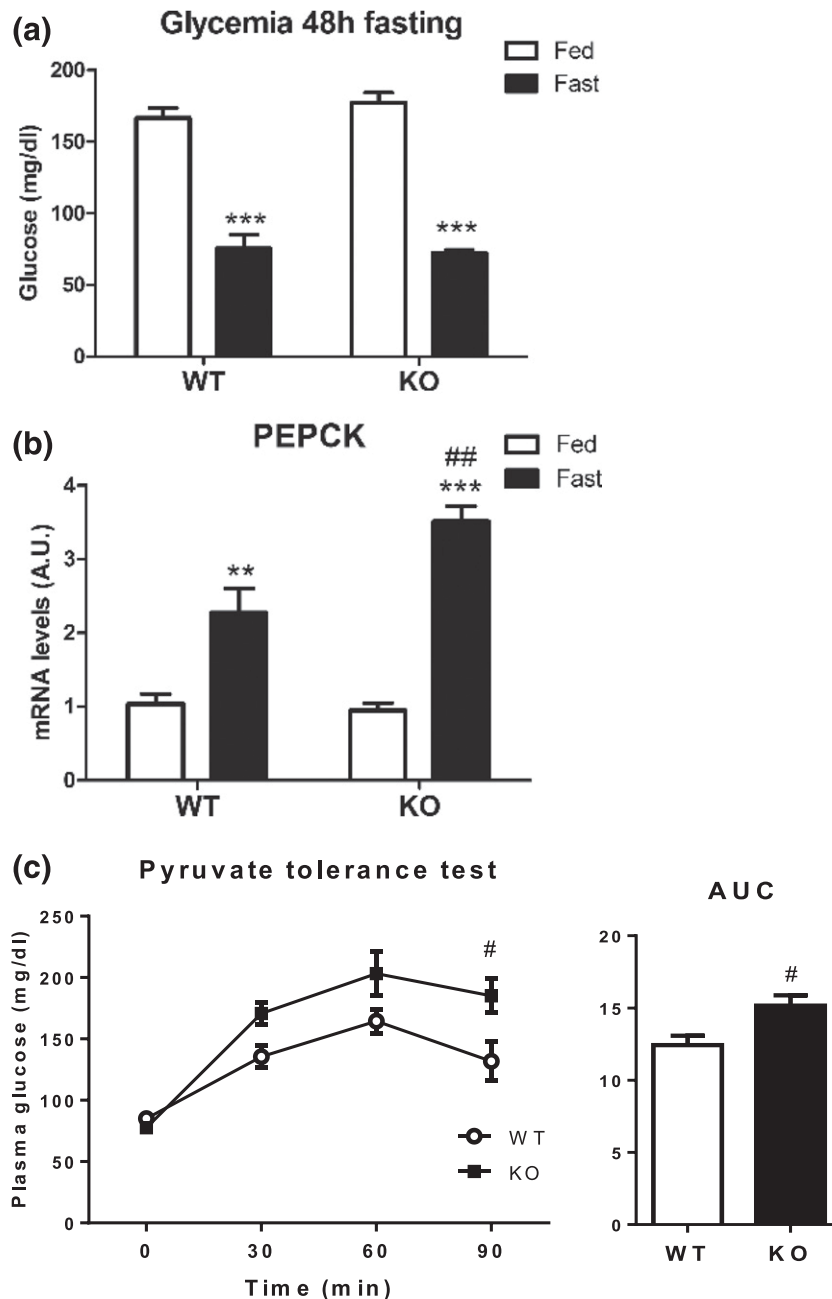 (a)
Glycemia 48h fasting
Fed
Fast
Glucose (mg/dl)
200
150
100
50
0
***
***
WT
KO
(b)
PEPCK
Fed
Fast
mRNA levels (A.U.)
4
3
2
1
0
**
##
***
WT
KO
(c)
Pyruvate tolerance test
Plasma glucose (mg/dl)
250
200
150
100
50
0
#
WT
KO
0 30 60 90
Time (min)
AUC
20
15
10
5
0
#
WT KO